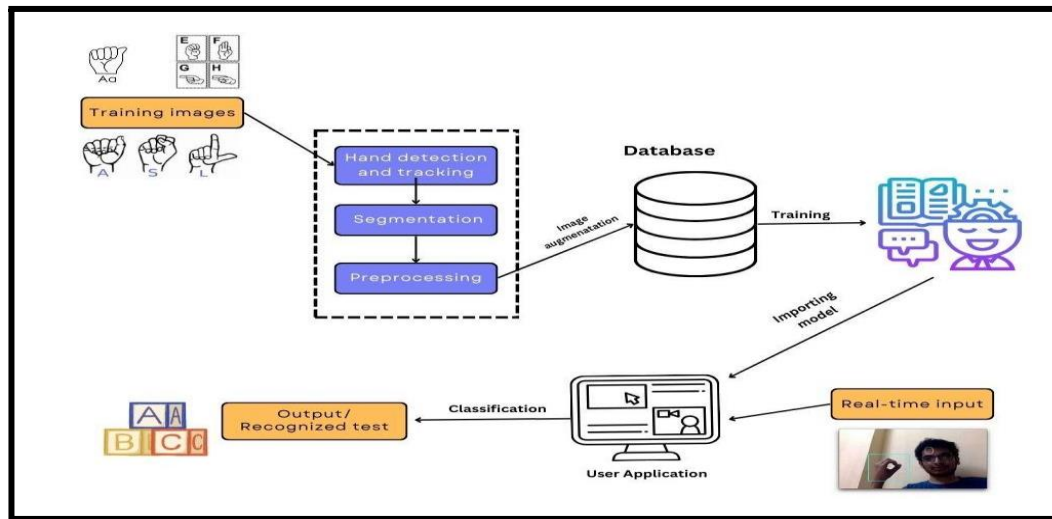 Aa
E F
G H
Training images
A S L
Hand detection
and tracking
Segmentation
Preprocessing
Image
augmenatation
Database
Training
Importing
model
Real-time input
User Application
Classification
Output/
Recognized test
A A
B C C